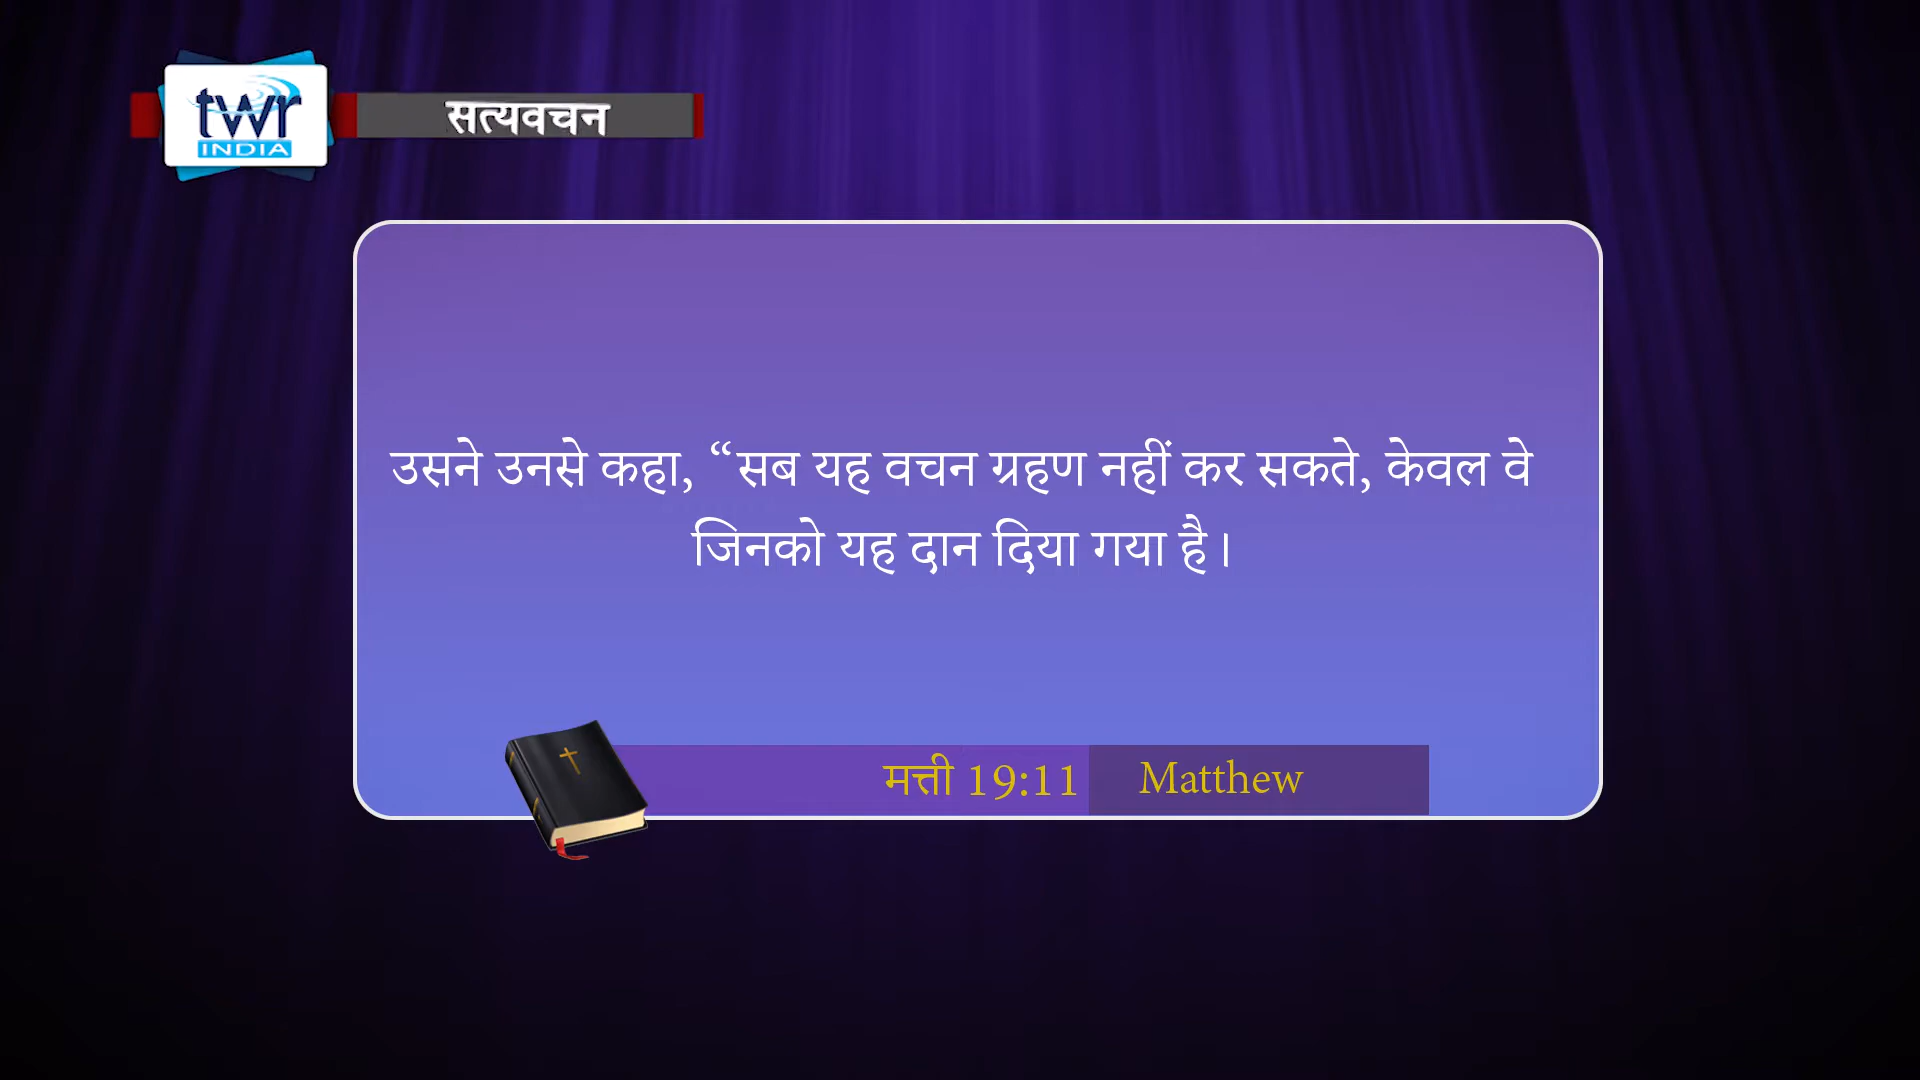 twr
INDIA
सत्यवचन
उसने उनसे कहा, “सब यह वचन ग्रहण नहीं कर सकते, केवल वे
जिनको यह दान दिया गया है।
मत्ती 19:11 Matthew